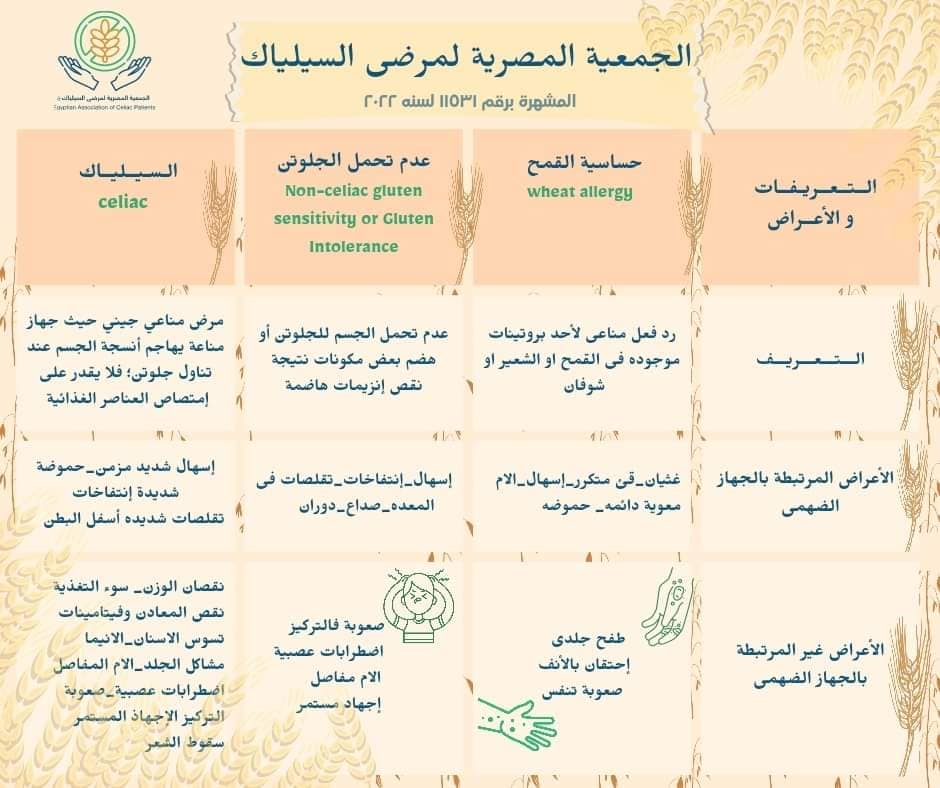 الجمعية المصرية لمرضى السيلياك
المشهرة برقم ١١٥٣١ لسنه ٢٠٢٢
الجمعية المصرية لمرضى السيلياك
Egyptian Association of Celiac Patients
التعريفات
و الأعراض
حساسية القمح
wheat allergy
عدم تحمل الجلوتن
Non-celiac gluten
sensitivity or Gluten
Intolerance
السيلياك
celiac
التعريف
رد فعل مناعى لأحد بروتينات
موجوده فى القمح او الشعير او
شوفان
عدم تحمل الجسم للجلوتن أو
هضم بعض مكونات نتيجة
نقص إنزيمات هاضمة
مرض مناعي جيني حيث جهاز
مناعة يهاجم أنسجة الجسم عند
تناول جلوتن؛ فلا يقدر على
إمتصاص العناصر الغذائية
الأعراض المرتبطة بالجهاز
الضهمى
غثيان_قئ متكرر_إسهال_الام
معوية دائمه_ حموضه
إسهال_إنتفاخات_تقلصات فى
المعده_صداع_دوران
إسهال شديد مزمن_حموضة
شديدة إنتفاخات
تقلصات شديده أسفل البطن
الأعراض غير المرتبطة
بالجهاز الضهمى
طفح جلدى
إحتقان بالأنف
صعوبة تنفس
صعوبة فالتركيز
اضطرابات عصبية
الام مفاصل
إجهاد مستمر
نقصان الوزن_ سوء التغذية
نقص المعادن وفيتامينات
تسوس الاسنان_الانيما
مشاكل الجلد_الام المفاصل
اضطرابات عصبية_صعوبة
التركيز الإجهاذ المستمر
سقوط الشعر